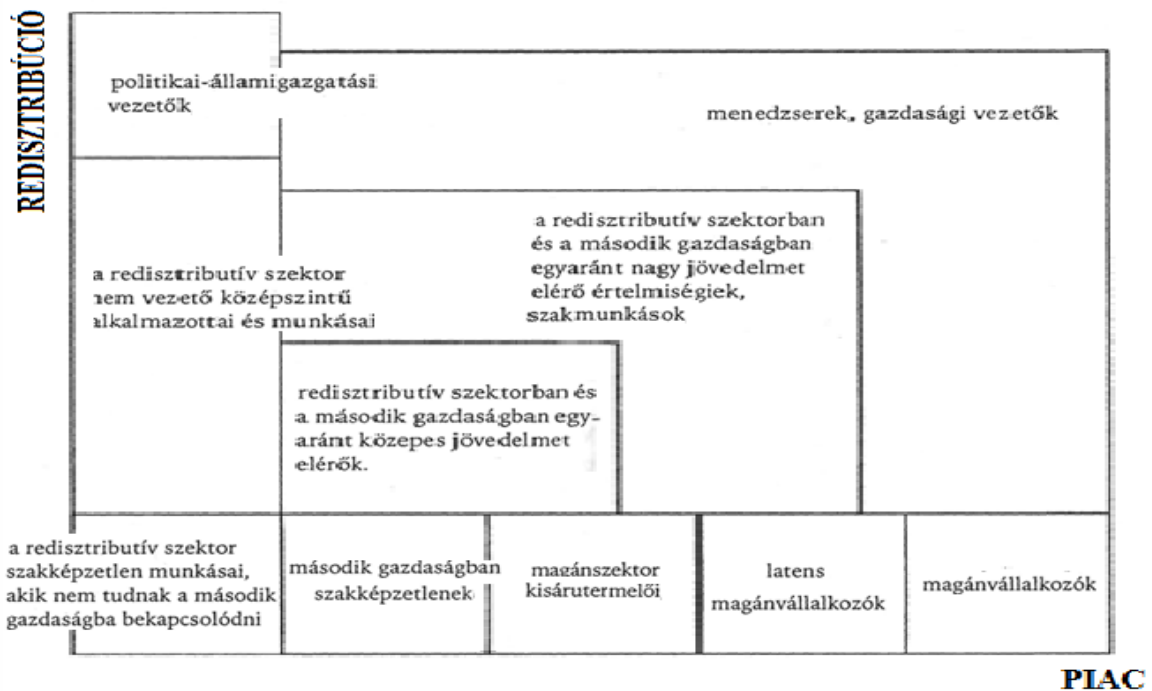 REDISZTRIBÚCIÓ
politikai-államigazgatási
vezetők
menedzserek, gazdasági vezetők
a redisztributív szektor
nem vezető középszintű
alkalmazottai és munkásai
a redisztributív szektorban
és a második gazdaságban
egyaránt nagy jövedelmet
elérő értelmiségiek,
szakmunkások
redisztributív szektorban és
a második gazdaságban egy-
aránt közepes jövedelmet
elérők.
a redisztributív szektor
szakképzetlen munkásai,
akik nem tudnak a második
gazdaságba bekapcsolódni
második gazdaságban
szakképzetlenek
magánszektor
kisárutermelői
latens
magánvállalkozók
magánvállalkozók
PIAC